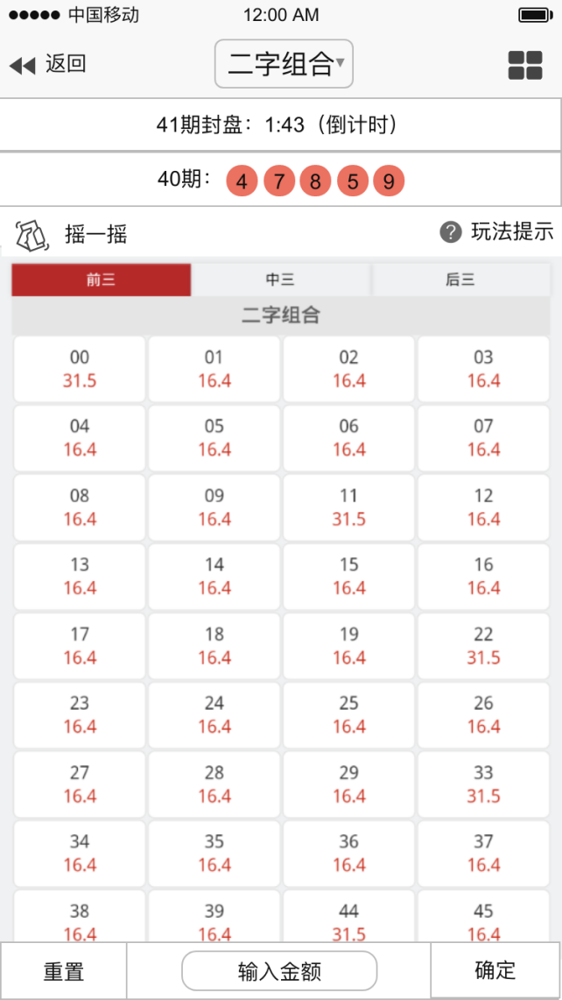 中国移动 12:00 AM
返回 二字组合▾
41期封盘：1:43（倒计时）
40期： 4 7 8 5 9
摇一摇 ? 玩法提示
前三 中三 后三
二字组合
00 01 02 03
31.5 16.4 16.4 16.4
04 05 06 07
16.4 16.4 16.4 16.4
08 09 11 12
16.4 16.4 31.5 16.4
13 14 15 16
16.4 16.4 16.4 16.4
17 18 19 22
16.4 16.4 16.4 31.5
23 24 25 26
16.4 16.4 16.4 16.4
27 28 29 33
16.4 16.4 16.4 31.5
34 35 36 37
16.4 16.4 16.4 16.4
38 39 44 45
16.4 16.4 31.5 16.4
重置 输入金额 确定